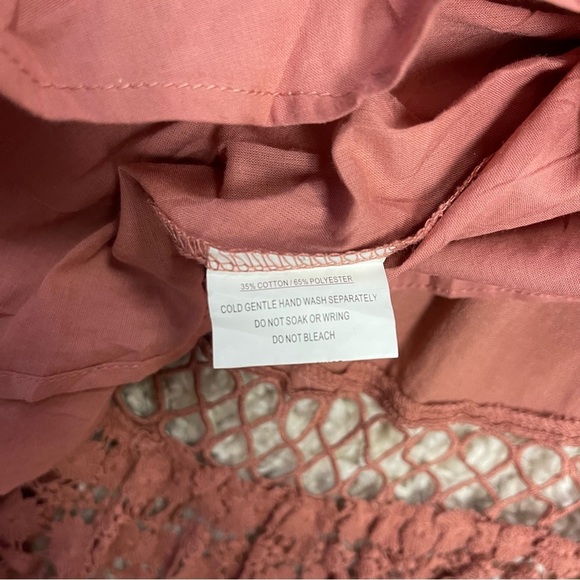 35% COTTON / 65% POLYESTER
COLD GENTLE HAND WASH SEPARATELY
DO NOT SOAK OR WRING
DO NOT BLEACH